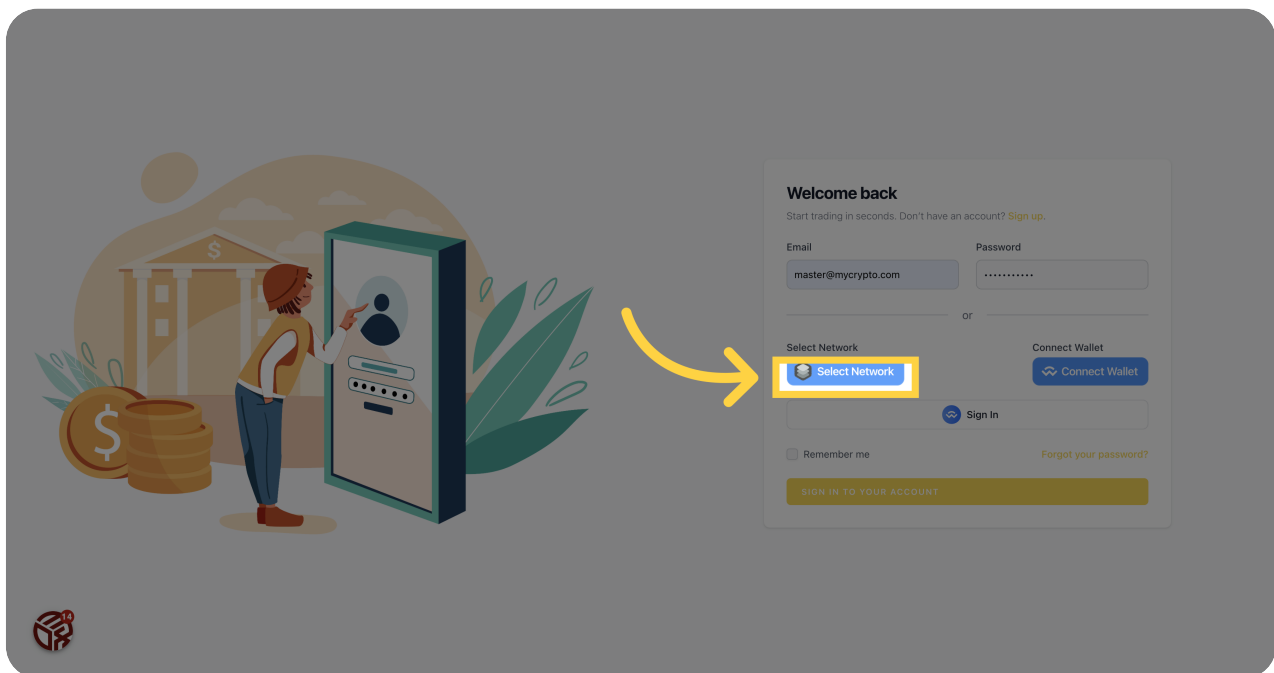 Welcome back
Start trading in seconds. Don't have an account? Sign up.
Email Password
master@mycrypto.com •••••••••••
or
Select Network Connect Wallet
Select Network Connect Wallet
Sign In
Remember me Forgot your password?
SIGN IN TO YOUR ACCOUNT
$
$
14